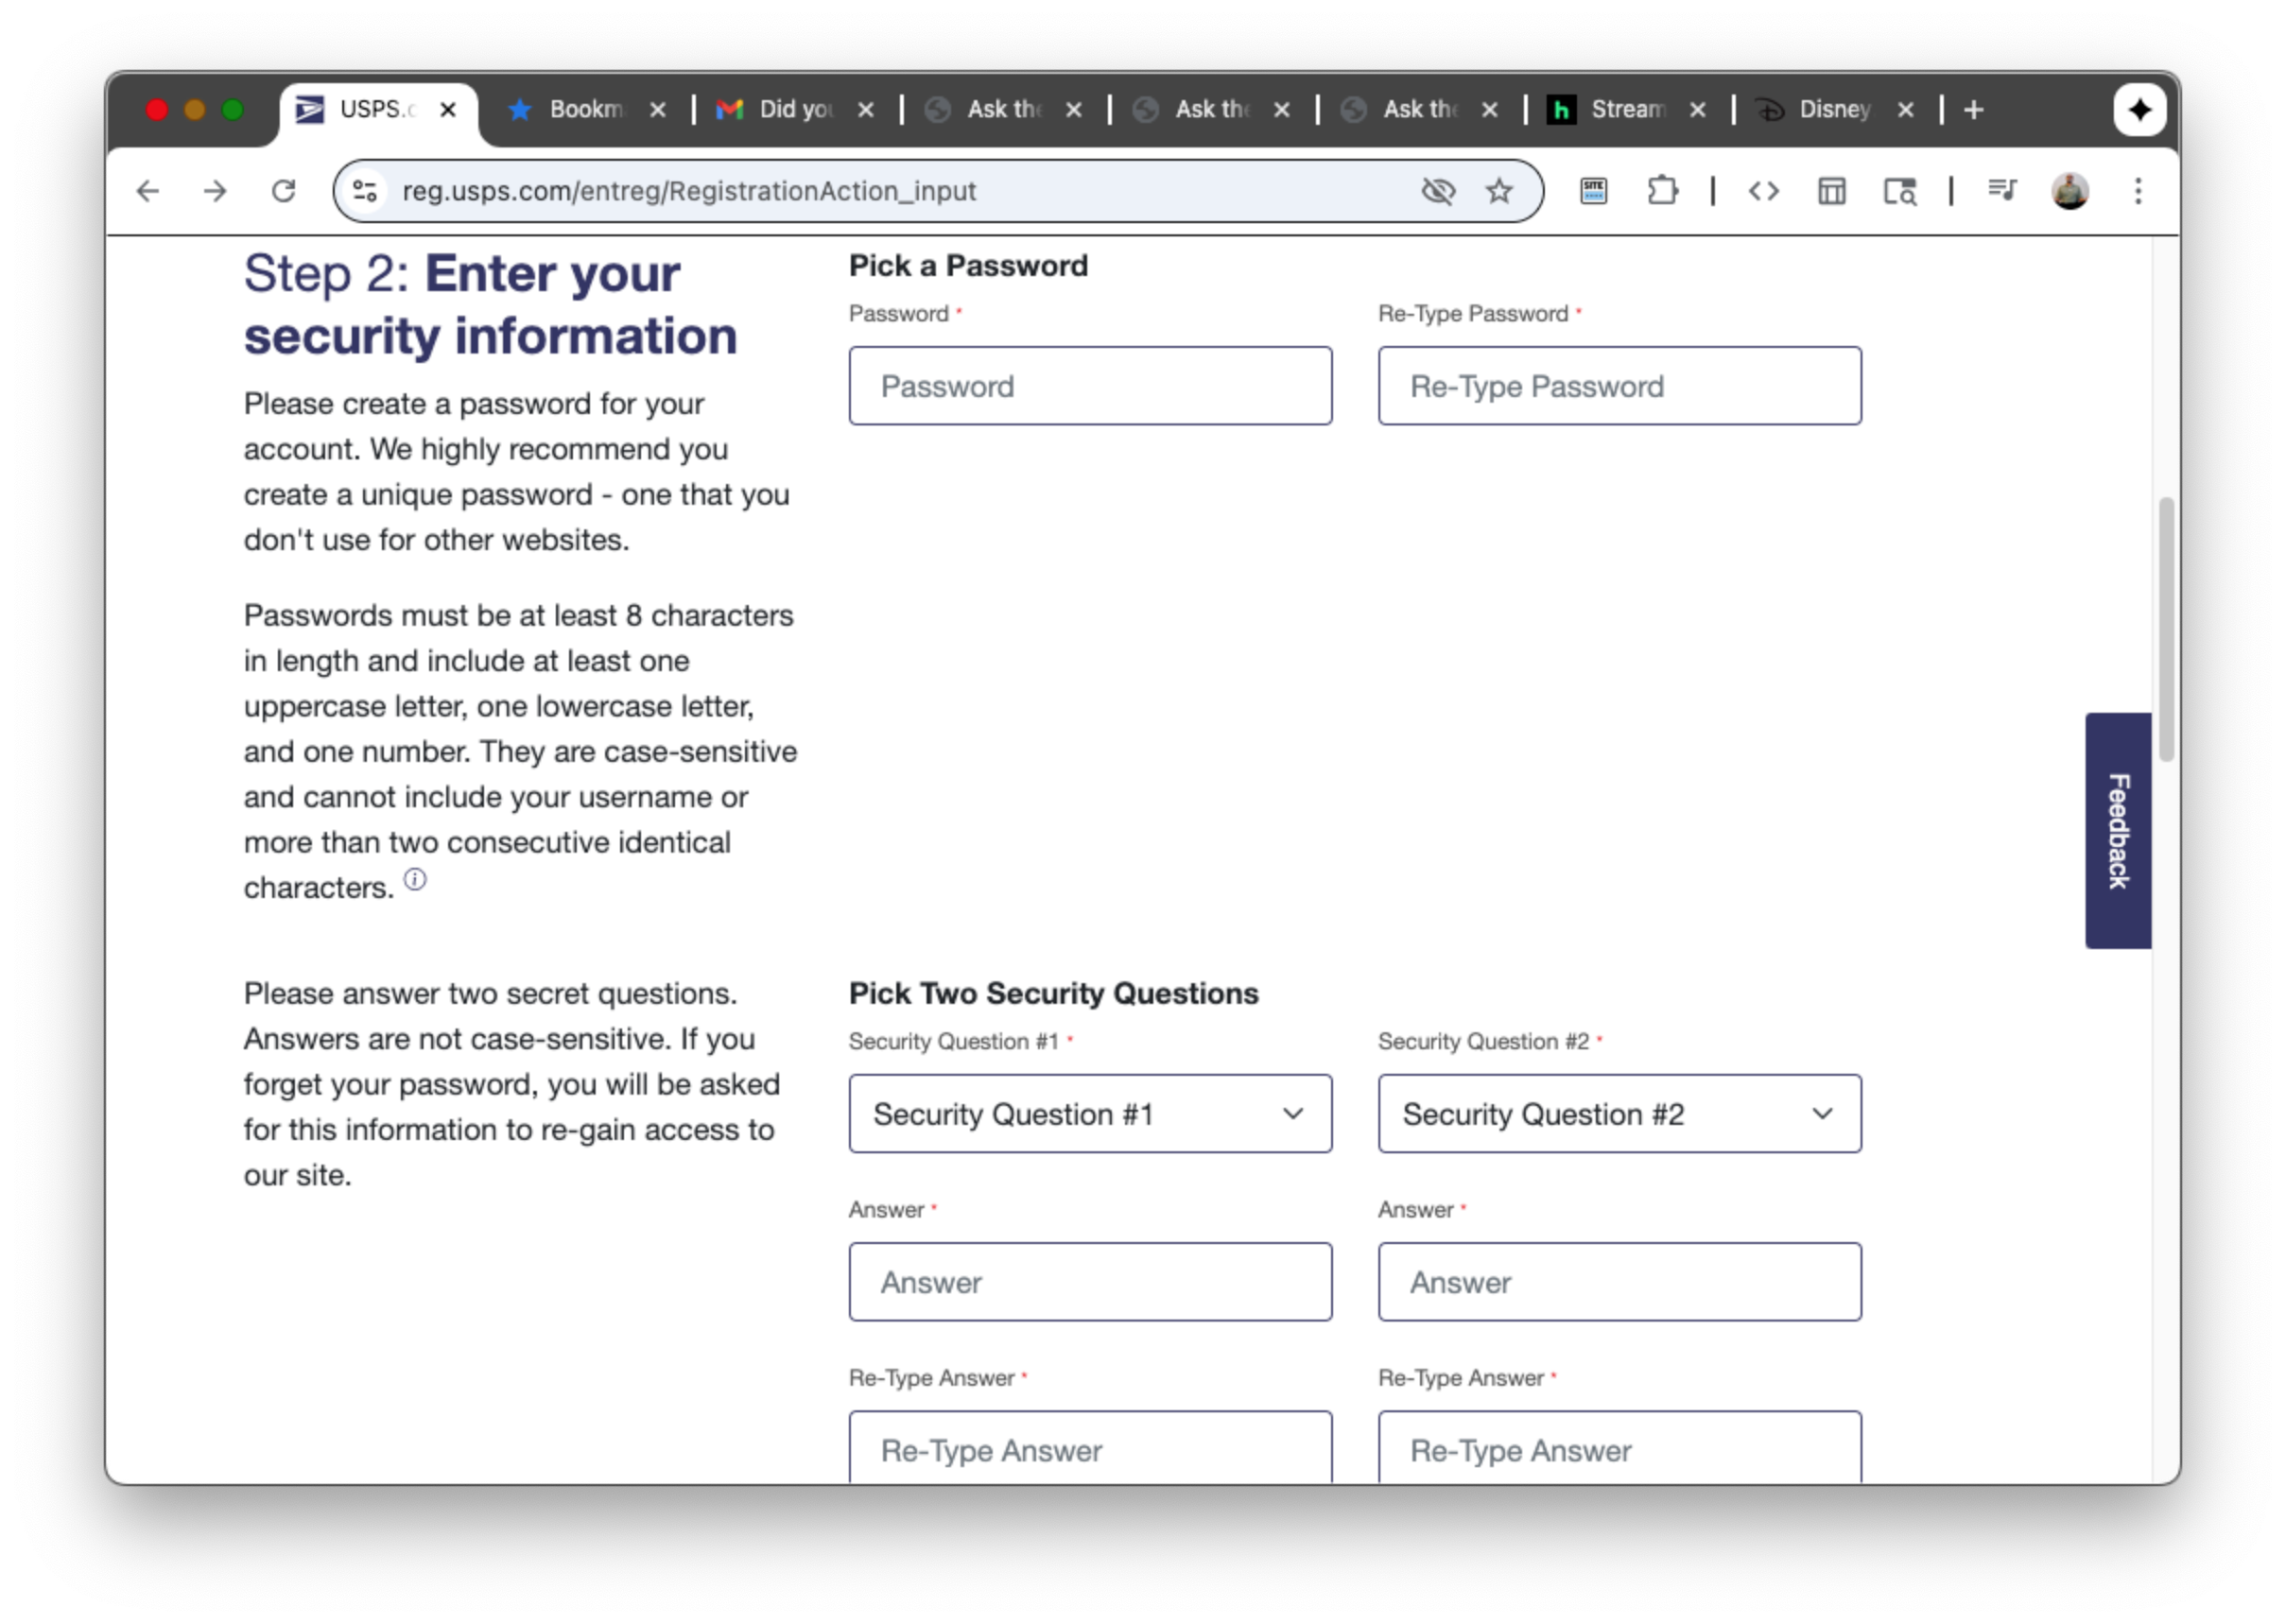 USPS.c
Bookm
Did you
Ask the
Ask the
Ask the
h Stream
Disney
reg.usps.com/entreg/RegistrationAction_input
SITE
Step 2: Enter your
security information
Please create a password for your
account. We highly recommend you
create a unique password - one that you
don't use for other websites.
Passwords must be at least 8 characters
in length and include at least one
uppercase letter, one lowercase letter,
and one number. They are case-sensitive
and cannot include your username or
more than two consecutive identical
characters.
Pick a Password
Password *
Re-Type Password *
Password
Re-Type Password
Feedback
Please answer two secret questions.
Answers are not case-sensitive. If you
forget your password, you will be asked
for this information to re-gain access to
our site.
Pick Two Security Questions
Security Question #1 *
Security Question #2 *
Security Question #1
Security Question #2
Answer *
Answer *
Answer
Answer
Re-Type Answer *
Re-Type Answer *
Re-Type Answer
Re-Type Answer